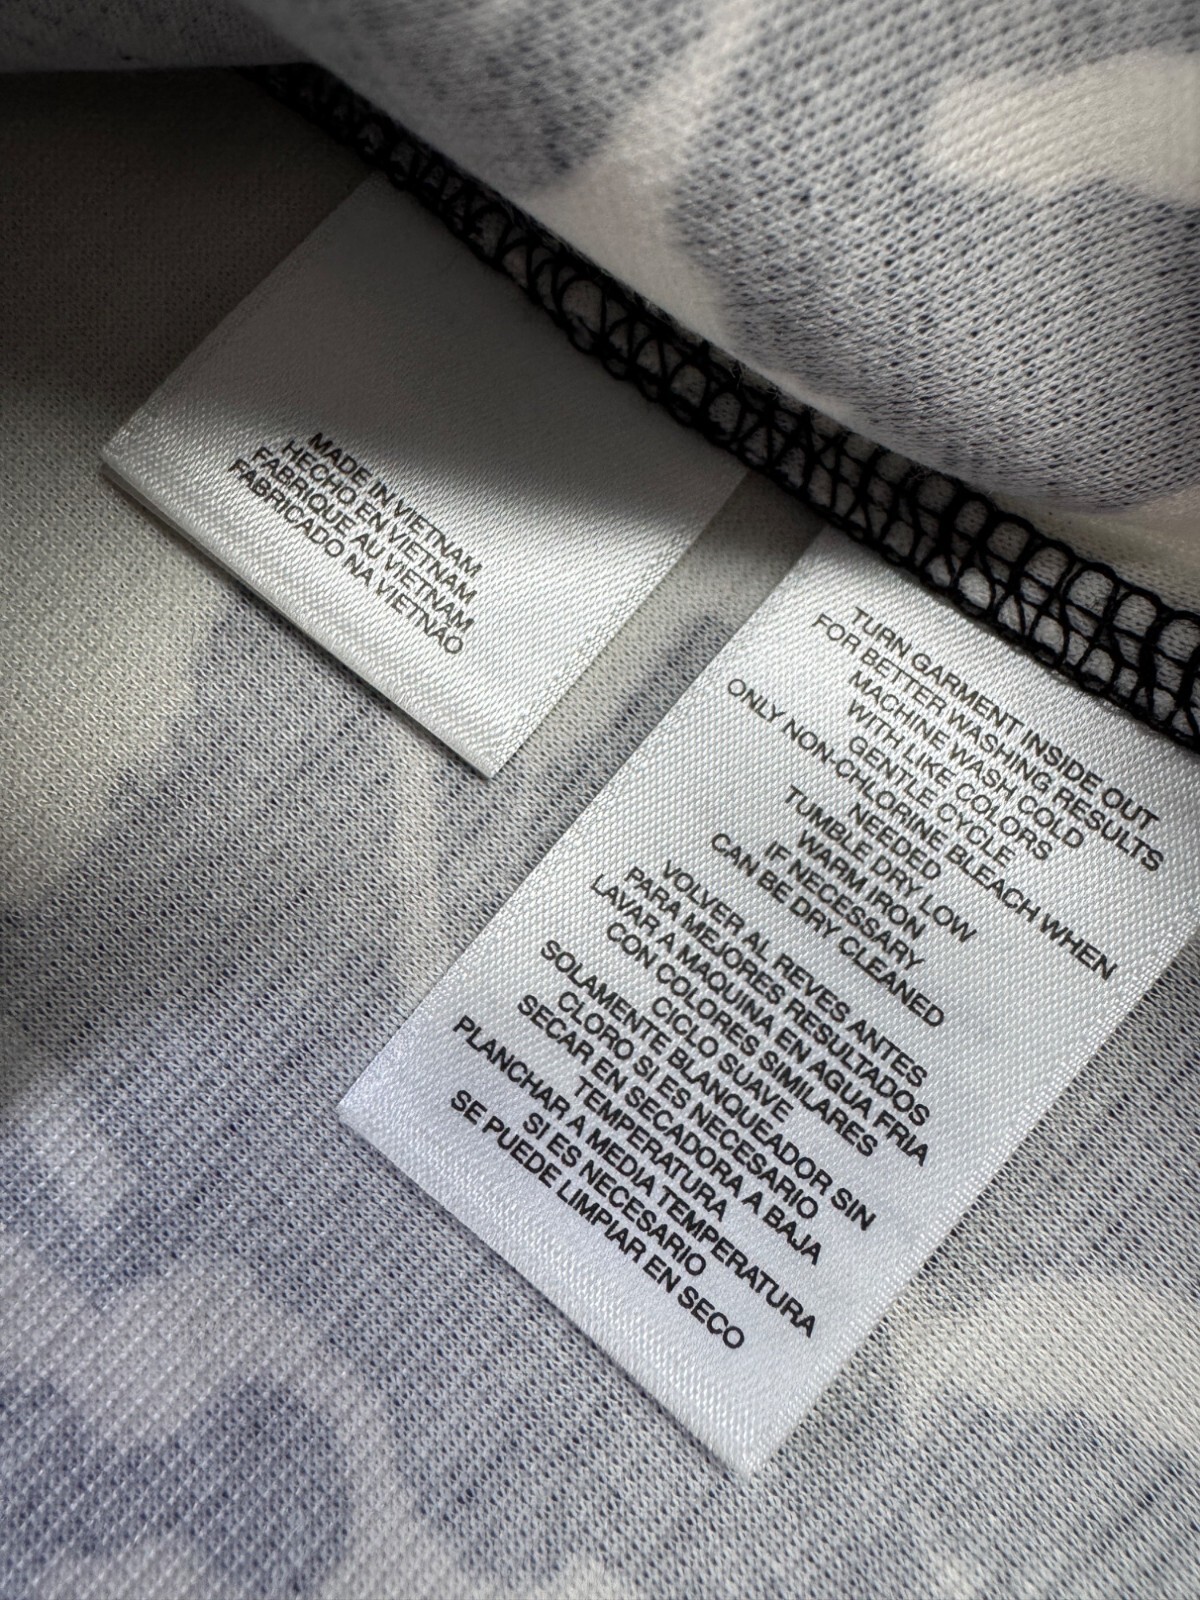 MADE IN VIETNAM
HECHO EN VIETNAM
FABRIQUE AU VIETNAM
FABRICADO NA VIETNÃO
TURN GARMENT INSIDE OUT
FOR BETTER WASHING RESULTS
MACHINE WASH COLD
WITH LIKE COLORS
GENTLE CYCLE
ONLY NON-CHLORINE BLEACH WHEN
NEEDED
TUMBLE DRY LOW
WARM IRON
IF NECESSARY
CAN BE DRY CLEANED
VOLVER AL REVES ANTES
PARA MEJORES RESULTADOS
LAVAR A MAQUINA EN AGUA FRIA
CON COLORES SIMILARES
CICLO SUAVE
SOLAMENTE BLANQUEADOR SIN
CLORO SI ES NECESARIO
SECAR EN SECADORA A BAJA
TEMPERATURA
PLANCHAR A MEDIA TEMPERATURA
SI ES NECESARIO
SE PUEDE LIMPIAR EN SECO